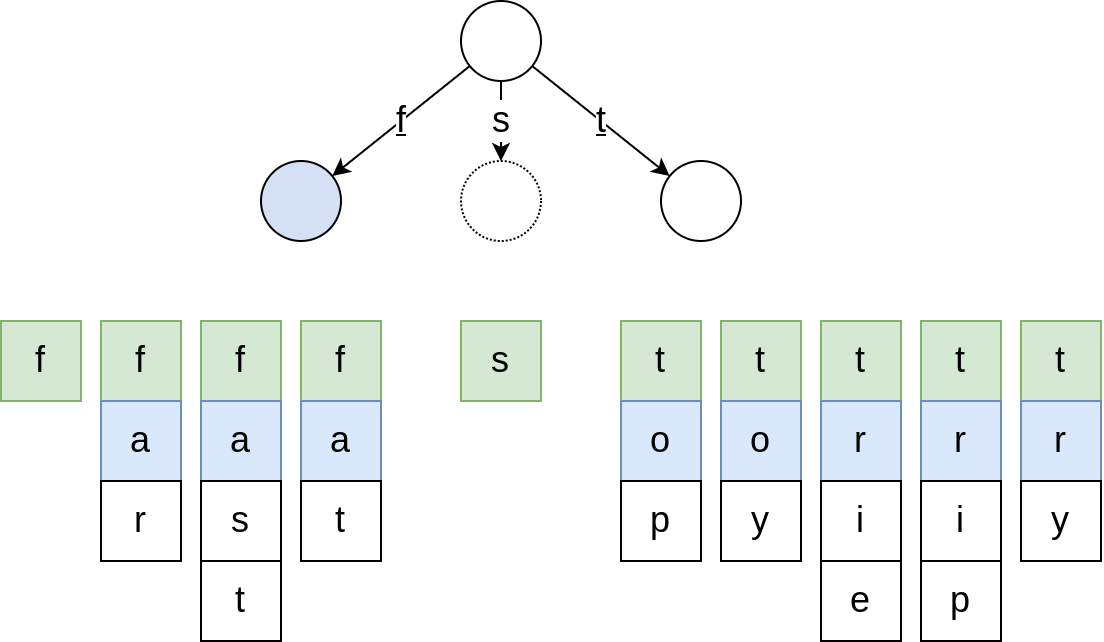 f s t
f f f f s t t t t t
a a a o o r r r
r s t p y i i y
t e p